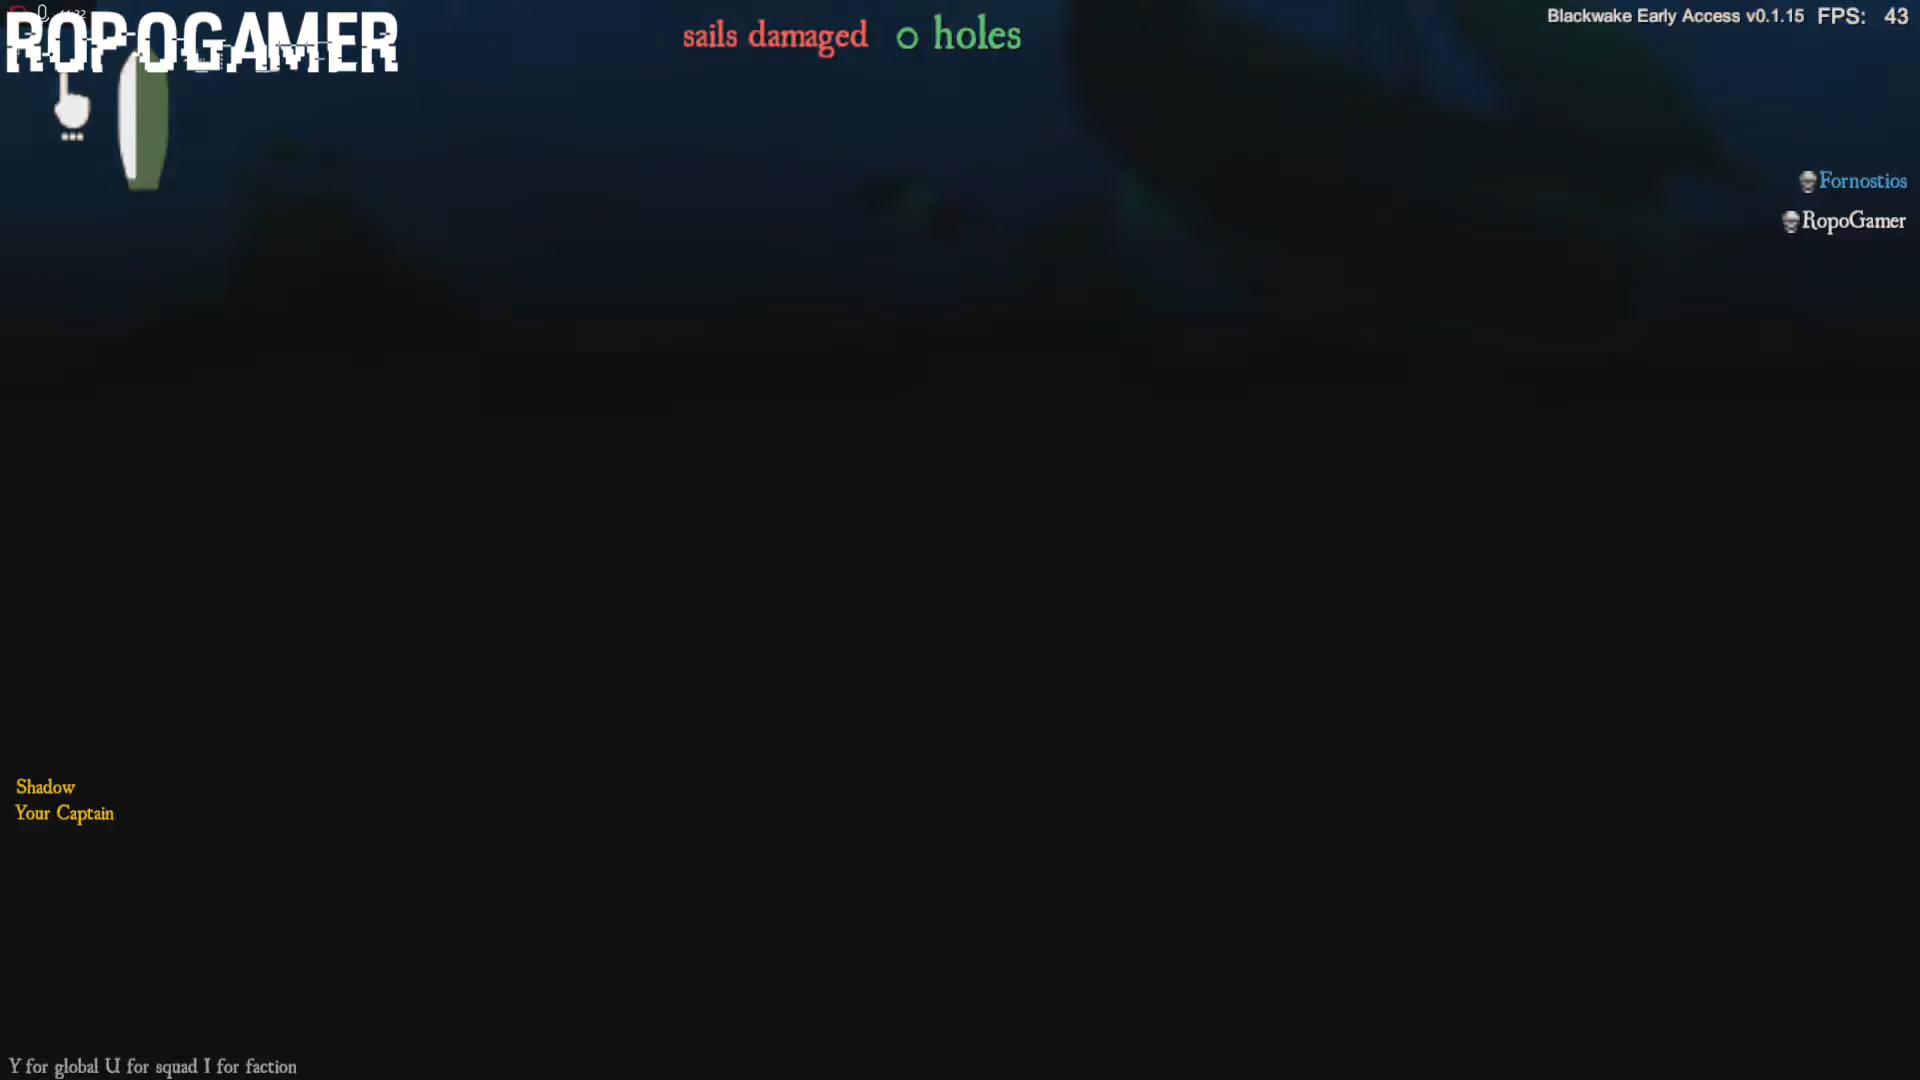 ROPOGAMER
sails damaged 0 holes
Blackwake Early Access v0.1.15 FPS: 43
Fornostios
RopoGamer
Shadow
Your Captain
Y for global U for squad I for faction